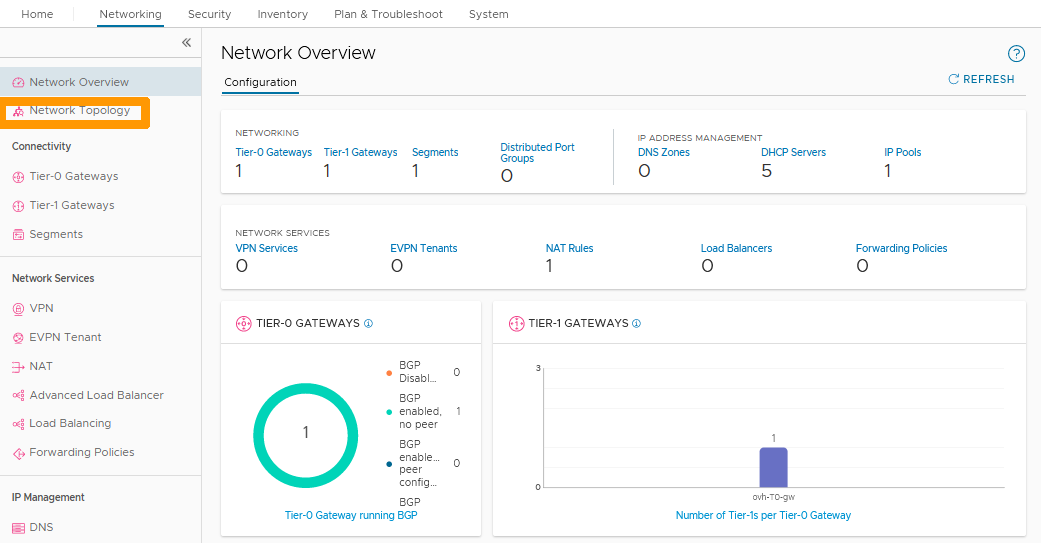 Home Networking Security Inventory Plan & Troubleshoot System
«
Network Overview
Network Topology
Connectivity
Tier-0 Gateways
Tier-1 Gateways
Segments
Network Services
VPN
EVPN Tenant
NAT
Advanced Load Balancer
Load Balancing
Forwarding Policies
IP Management
DNS
Network Overview
?
Configuration
REFRESH
NETWORKING
Tier-0 Gateways
1
Tier-1 Gateways
1
Segments
1
Distributed Port
Groups
0
IP ADDRESS MANAGEMENT
DNS Zones
0
DHCP Servers
5
IP Pools
1
NETWORK SERVICES
VPN Services
0
EVPN Tenants
0
NAT Rules
1
Load Balancers
0
Forwarding Policies
0
TIER-0 GATEWAYS
1
BGP
Disabl... 0
BGP
enabled, 1
no peer
BGP
enable... 0
peer
config...
BGP
Tier-0 Gateway running BGP
TIER-1 GATEWAYS
3
1
0
ovh-T0-gw
Number of Tier-1s per Tier-0 Gateway